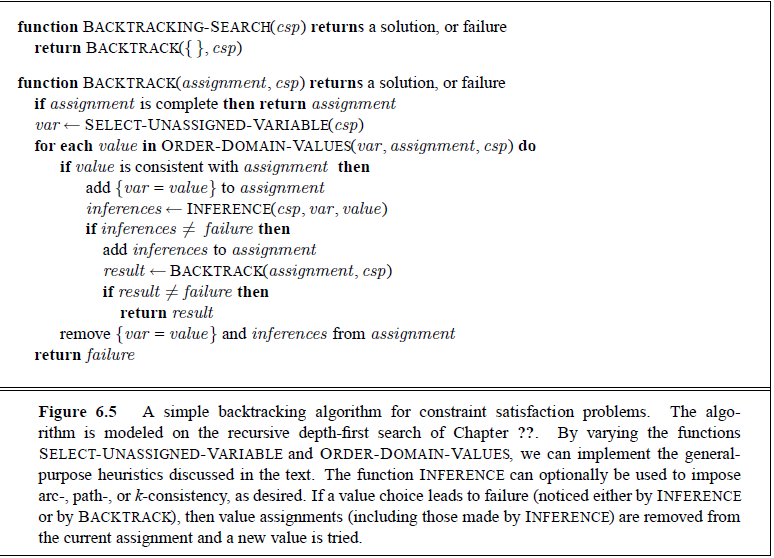 function BACKTRACKING-SEARCH(csp) returns a solution, or failure
return BACKTRACK({ }, csp)
function BACKTRACK(assignment, csp) returns a solution, or failure
if assignment is complete then return assignment
var ← SELECT-UNASSIGNED-VARIABLE(csp)
for each value in ORDER-DOMAIN-VALUES(var, assignment, csp) do
if value is consistent with assignment then
add {var = value} to assignment
inferences ← INFERENCE(csp, var, value)
if inferences ≠ failure then
add inferences to assignment
result ← BACKTRACK(assignment, csp)
if result ≠ failure then
return result
remove {var = value} and inferences from assignment
return failure
Figure 6.5 A simple backtracking algorithm for constraint satisfaction problems. The algo-
rithm is modeled on the recursive depth-first search of Chapter ??. By varying the functions
SELECT-UNASSIGNED-VARIABLE and ORDER-DOMAIN-VALUES, we can implement the general-
purpose heuristics discussed in the text. The function INFERENCE can optionally be used to impose
arc-, path-, or k-consistency, as desired. If a value choice leads to failure (noticed either by INFERENCE
or by BACKTRACK), then value assignments (including those made by INFERENCE) are removed from
the current assignment and a new value is tried.